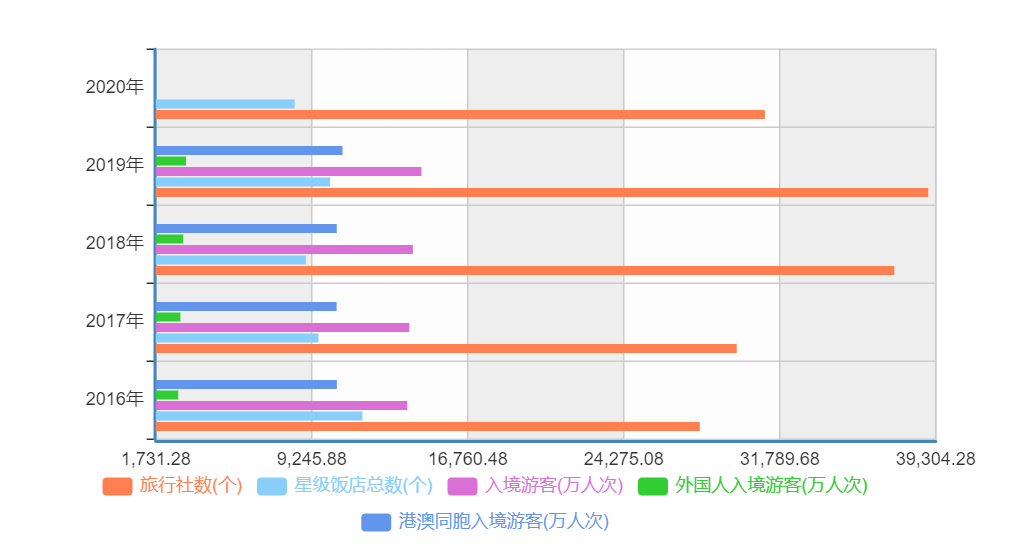 2020年
2019年
2018年
2017年
2016年
1,731.28 9,245.88 16,760.48 24,275.08 31,789.68 39,304.28
旅行社数(个) 星级饭店总数(个) 入境游客(万人次) 外国人入境游客(万人次)
港澳同胞入境游客(万人次)